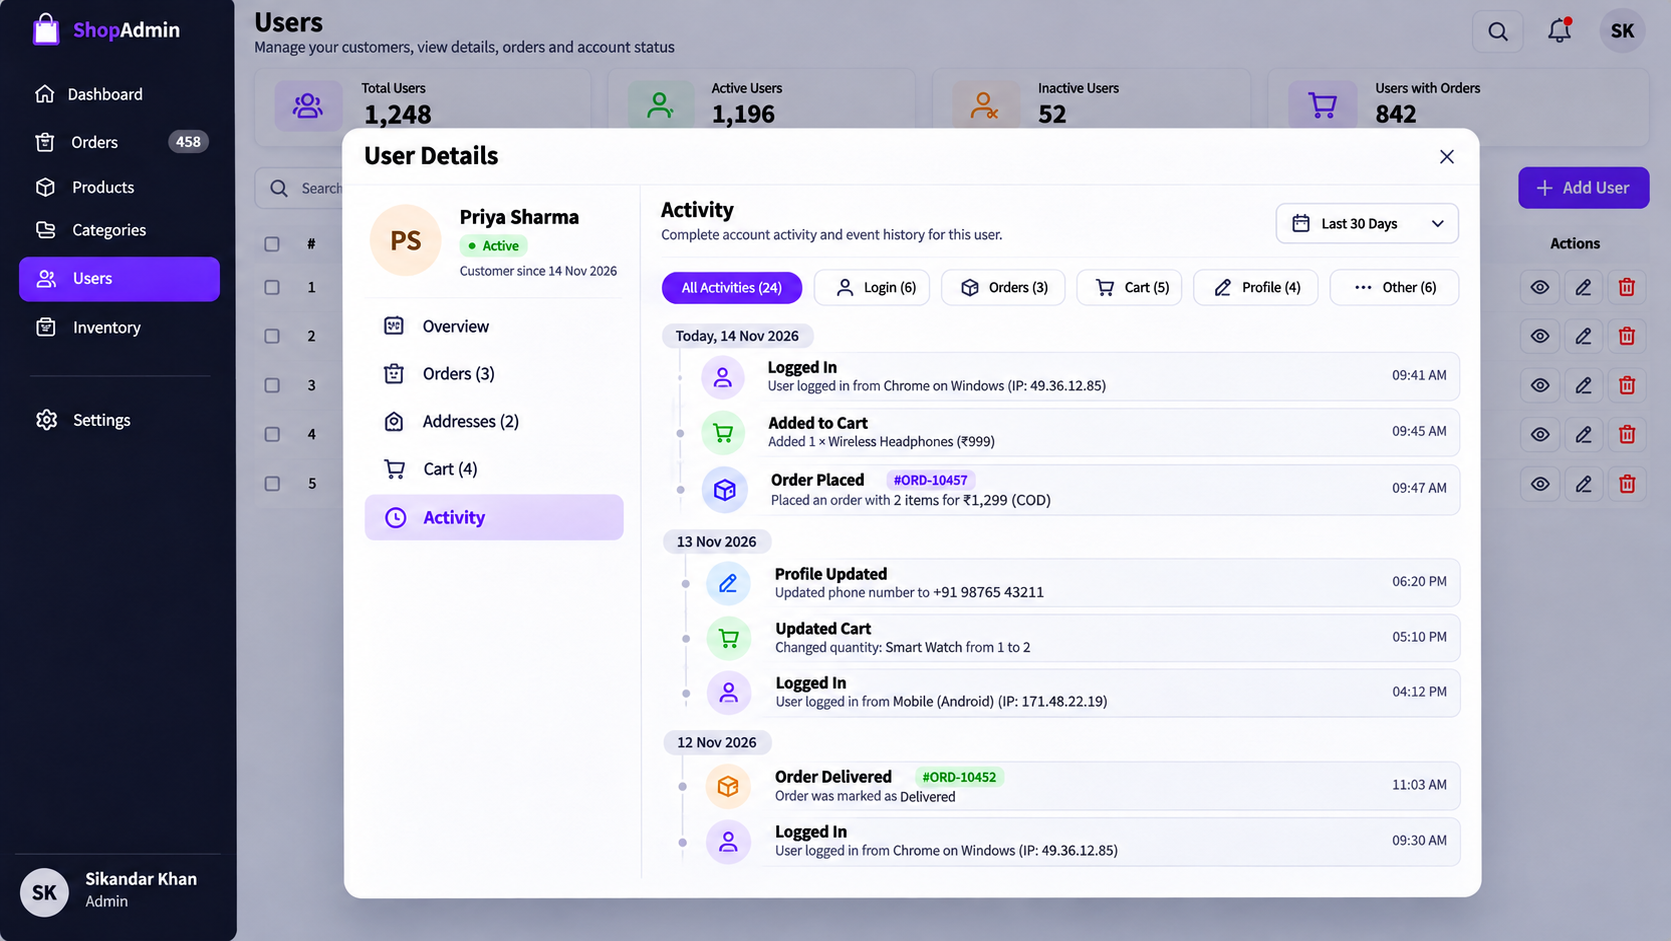 ShopAdmin
Dashboard
Orders 458
Products
Categories
Users
Inventory
Settings
SK
Sikandar Khan
Admin
Users
Manage your customers, view details, orders and account status
SK
Total Users
1,248
Active Users
1,196
Inactive Users
52
Users with Orders
842
Search
Add User
#
Actions
1
2
3
4
5
User Details
PS
Priya Sharma
Active
Customer since 14 Nov 2026
Overview
Orders (3)
Addresses (2)
Cart (4)
Activity
Activity
Complete account activity and event history for this user.
Last 30 Days
All Activities (24) Login (6) Orders (3) Cart (5) Profile (4) Other (6)
Today, 14 Nov 2026
Logged In
User logged in from Chrome on Windows (IP: 49.36.12.85)
09:41 AM
Added to Cart
Added 1 × Wireless Headphones (₹999)
09:45 AM
Order Placed #ORD-10457
Placed an order with 2 items for ₹1,299 (COD)
09:47 AM
13 Nov 2026
Profile Updated
Updated phone number to +91 98765 43211
06:20 PM
Updated Cart
Changed quantity: Smart Watch from 1 to 2
05:10 PM
Logged In
User logged in from Mobile (Android) (IP: 171.48.22.19)
04:12 PM
12 Nov 2026
Order Delivered #ORD-10452
Order was marked as Delivered
11:03 AM
Logged In
User logged in from Chrome on Windows (IP: 49.36.12.85)
09:30 AM